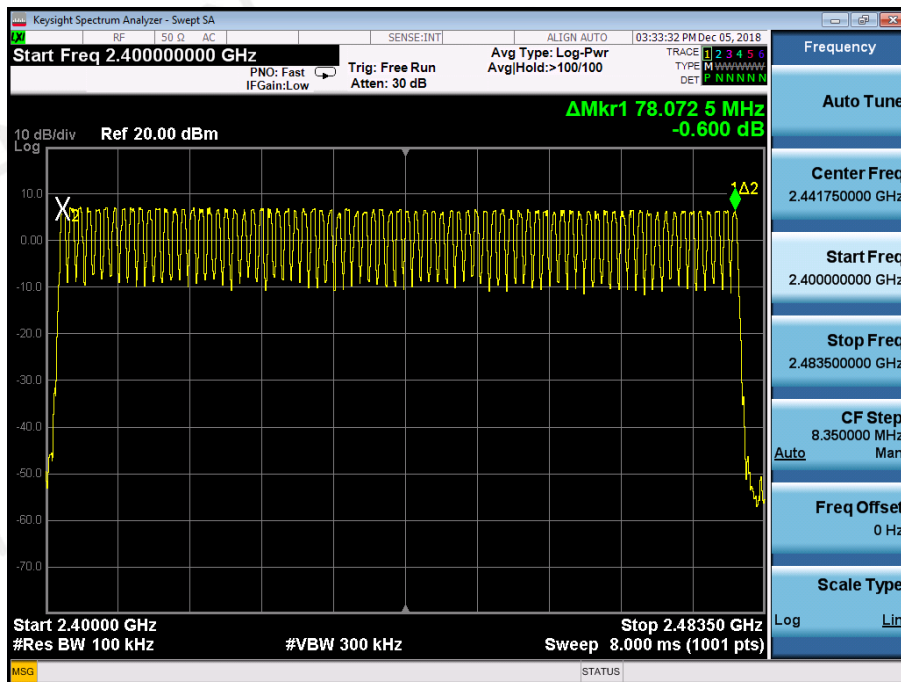 Keysight Spectrum Analyzer - Swept SA
LXI RF 50 Ω AC SENSE:INT ALIGN AUTO 03:33:32 PM Dec 05, 2018
Start Freq 2.400000000 GHz
PNO: Fast
IFGain:Low
Trig: Free Run
Atten: 30 dB
Avg Type: Log-Pwr
Avg|Hold:>100/100
TRACE 1 2 3 4 5 6
TYPE M WWWWW
DET P N N N N N
ΔMkr1 78.072 5 MHz
-0.600 dB
10 dB/div Ref 20.00 dBm
Log
10.0
0.00
-10.0
-20.0
-30.0
-40.0
-50.0
-60.0
-70.0
X2
1Δ2
Start 2.40000 GHz
Stop 2.48350 GHz
#Res BW 100 kHz
#VBW 300 kHz
Sweep 8.000 ms (1001 pts)
MSG
STATUS
Frequency
Auto Tune
Center Freq
2.441750000 GHz
Start Freq
2.400000000 GHz
Stop Freq
2.483500000 GHz
CF Step
8.350000 MHz
Auto Man
Freq Offset
0 Hz
Scale Type
Log Lin